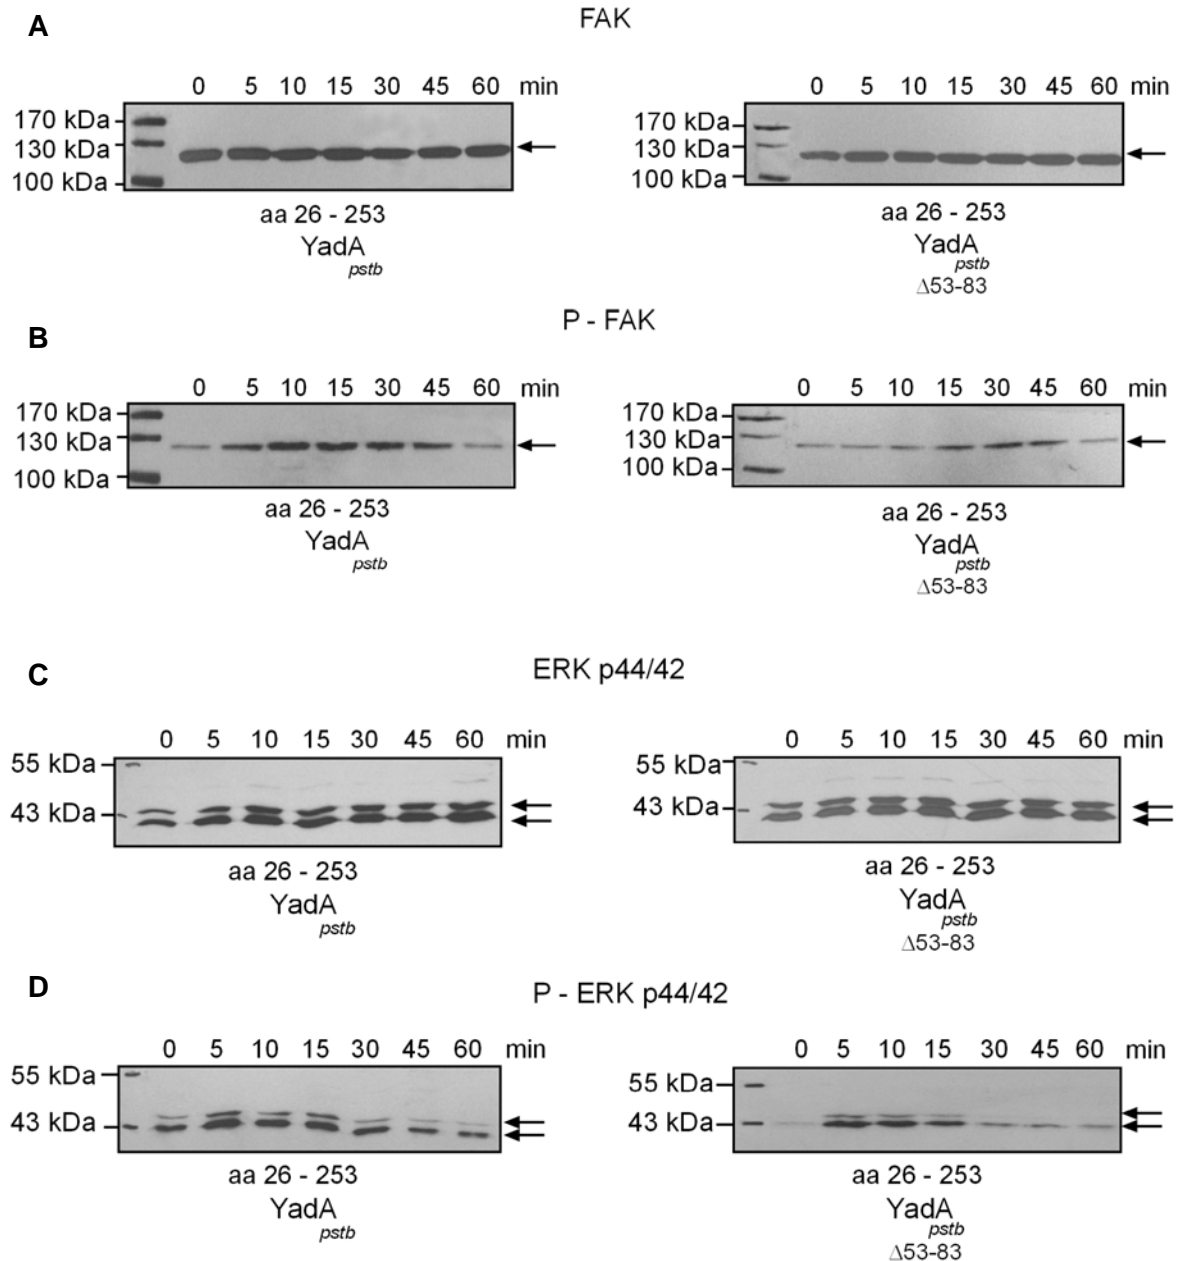 A
FAK
0 5 10 15 30 45 60 min
170 kDa
130 kDa
100 kDa
aa 26 - 253
YadA pstb
0 5 10 15 30 45 60 min
170 kDa
130 kDa
100 kDa
aa 26 - 253
YadA pstb
Δ53-83
B
P - FAK
0 5 10 15 30 45 60 min
170 kDa
130 kDa
100 kDa
aa 26 - 253
YadA pstb
0 5 10 15 30 45 60 min
170 kDa
130 kDa
100 kDa
aa 26 - 253
YadA pstb
Δ53-83
C
ERK p44/42
0 5 10 15 30 45 60 min
55 kDa
43 kDa
aa 26 - 253
YadA pstb
0 5 10 15 30 45 60 min
55 kDa
43 kDa
aa 26 - 253
YadA pstb
Δ53-83
D
P - ERK p44/42
0 5 10 15 30 45 60 min
55 kDa
43 kDa
aa 26 - 253
YadA pstb
0 5 10 15 30 45 60 min
55 kDa
43 kDa
aa 26 - 253
YadA pstb
Δ53-83